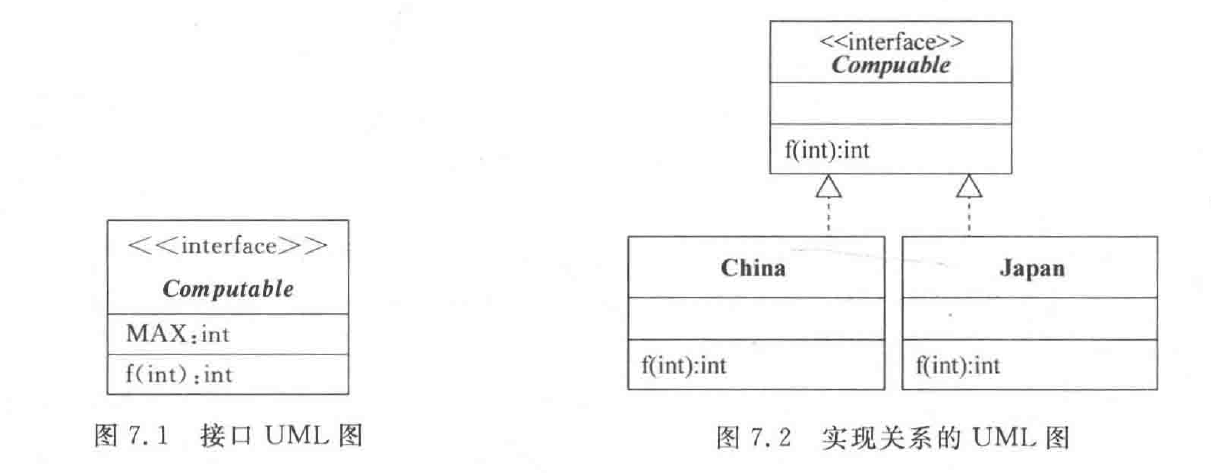 <<interface>>
Computable
MAX:int
f(int):int
图 7.1 接口 UML 图
<<interface>>
Compuable
f(int):int
China
f(int):int
Japan
f(int):int
图 7.2 实现关系的 UML 图